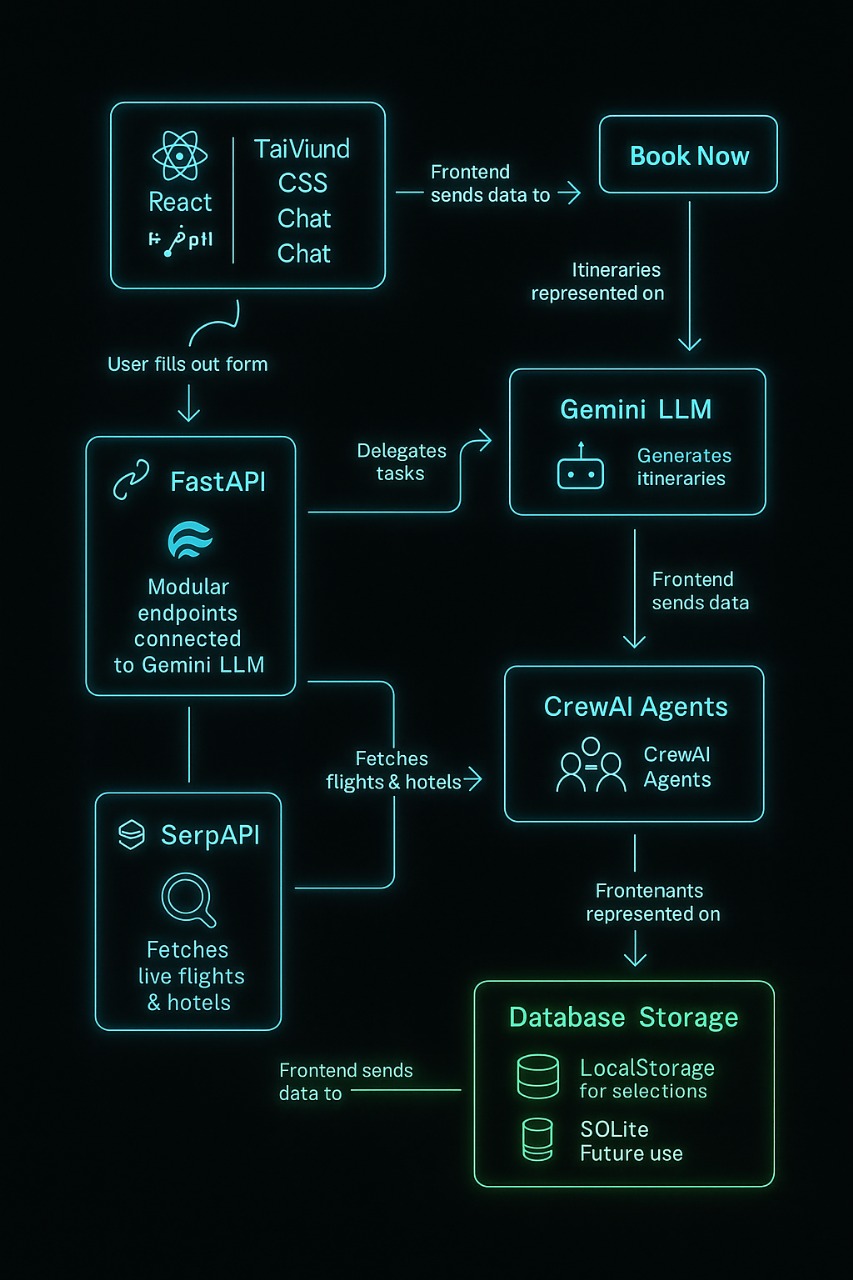 React
TaiViund
CSS
Chat
Chat
Frontend
sends data to
Book Now
Itineraries
represented on
User fills out form
FastAPI
Modular
endpoints
connected
to Gemini LLM
Delegates
tasks
Gemini LLM
Generates
itineraries
Frontend
sends data
Fetches
flights & hotels
CrewAI Agents
CrewAI
Agents
SerpAPI
Fetches
live flights
& hotels
Frontenants
represented on
Database Storage
LocalStorage
for selections
SOLite
Future use
Frontend sends
data to